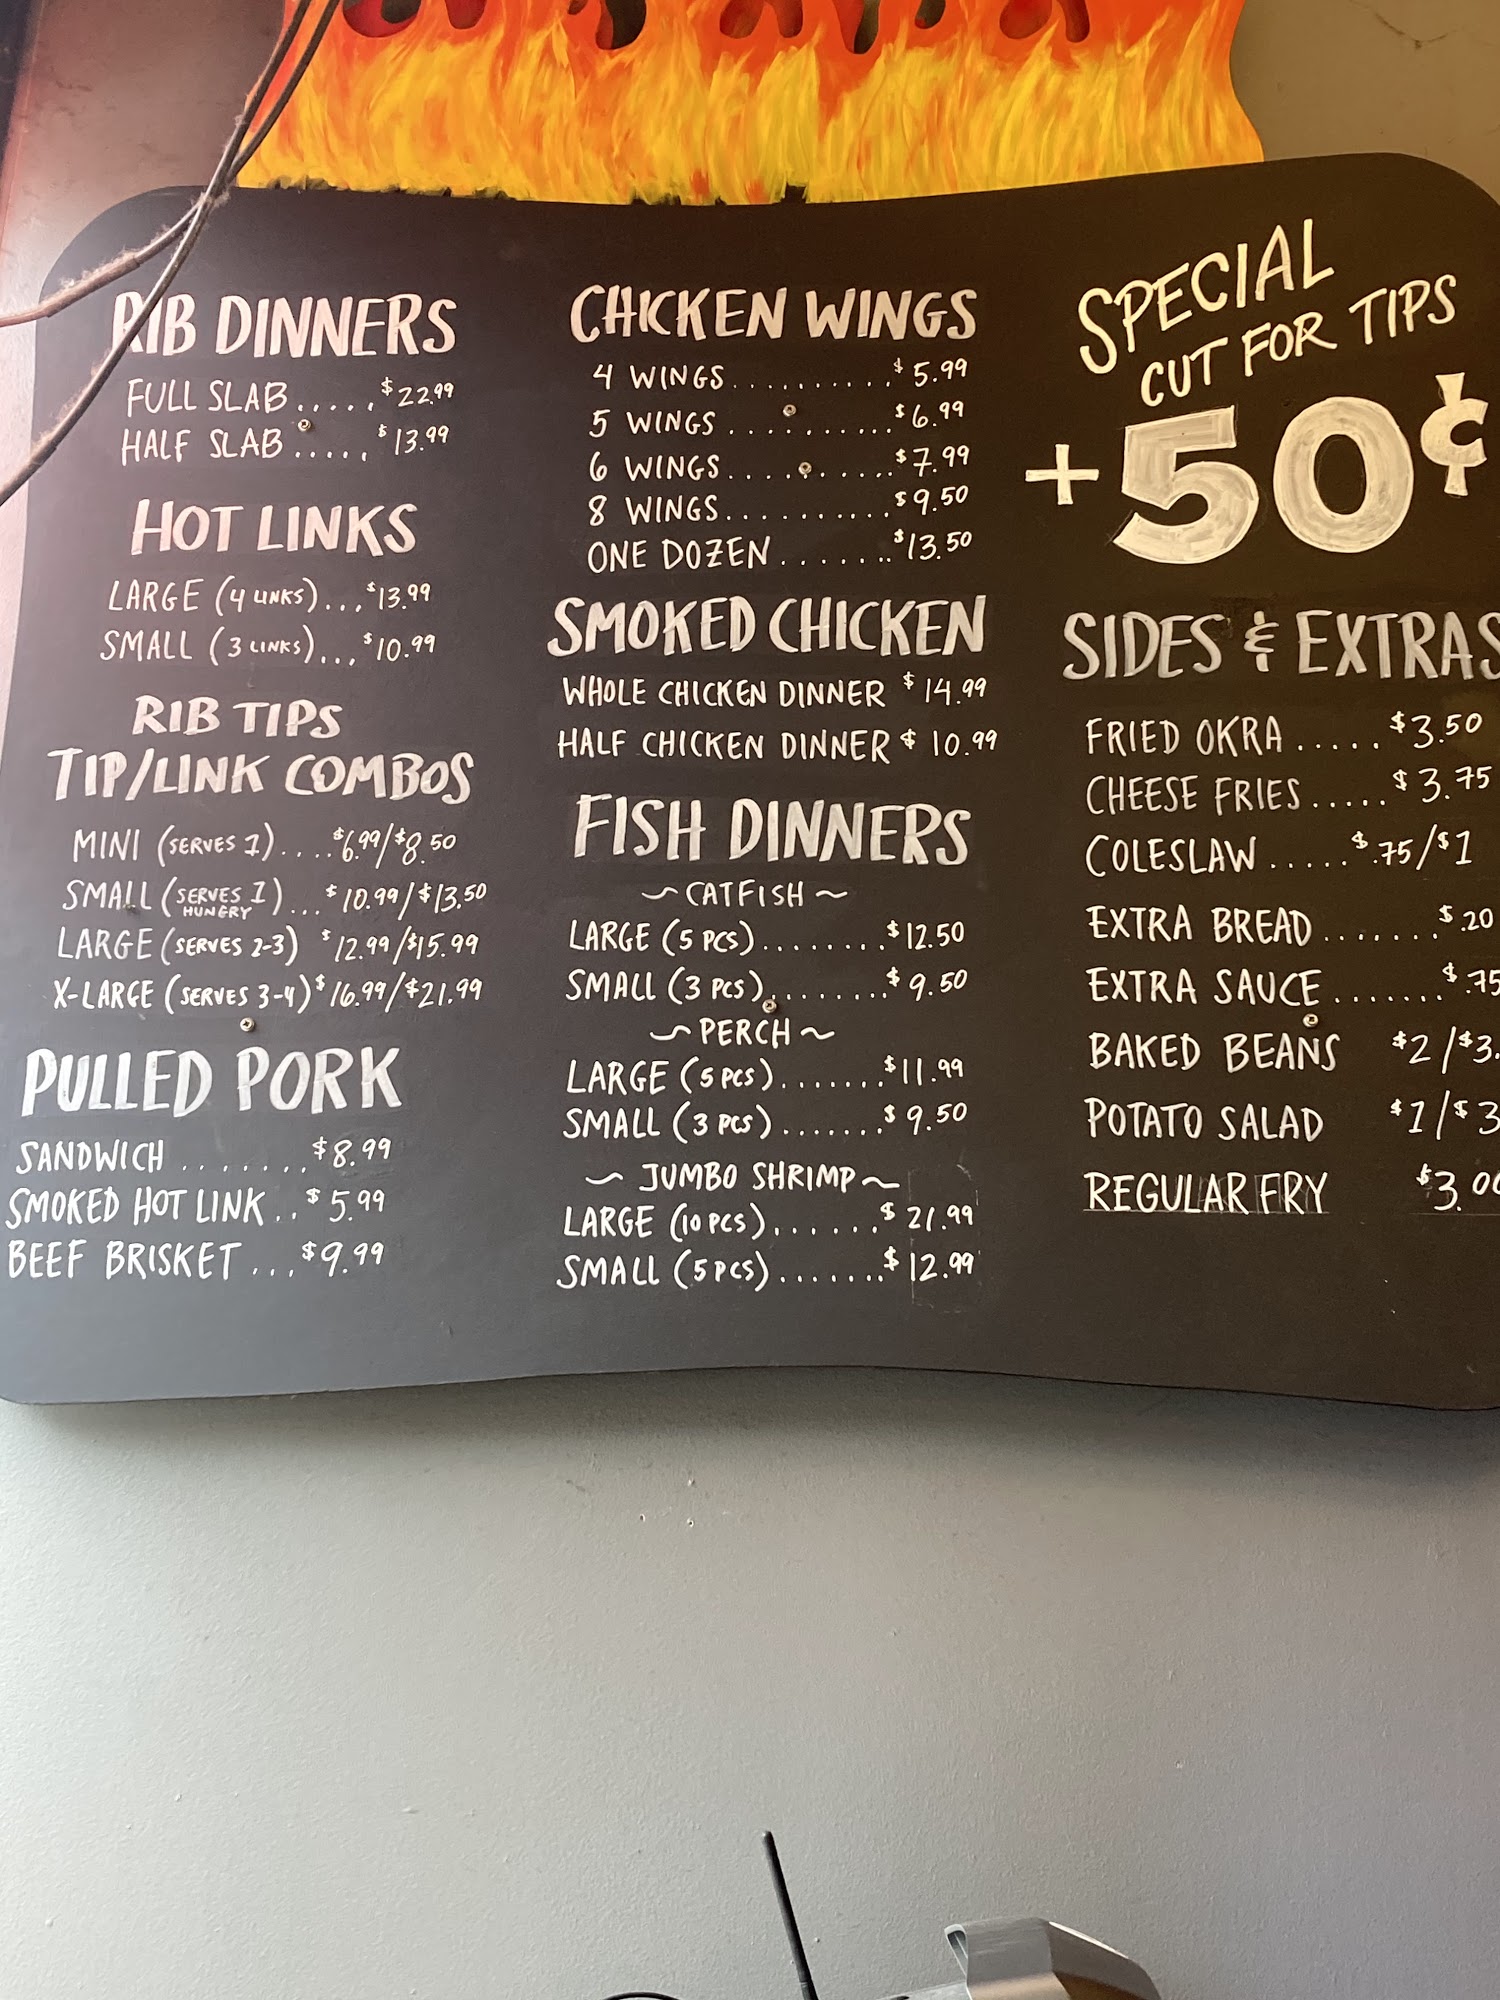 RIB DINNERS
FULL SLAB ..... $22.99
HALF SLAB ..... $13.99
HOT LINKS
LARGE (4 LINKS)... $13.99
SMALL (3 LINKS)... $10.99
RIB TIPS
TIP/LINK COMBOS
MINI (SERVES 1).... $6.99/$8.50
SMALL (SERVES 1 HUNGRY)... $10.99/$13.50
LARGE (SERVES 2-3) $12.99/$15.99
X-LARGE (SERVES 3-4) $16.99/$21.99
PULLED PORK
SANDWICH ....... $8.99
SMOKED HOT LINK .. $5.99
BEEF BRISKET ... $9.99
CHICKEN WINGS
4 WINGS .......... $5.99
5 WINGS .......... $6.99
6 WINGS .......... $7.99
8 WINGS .......... $9.50
ONE DOZEN ....... $13.50
SMOKED CHICKEN
WHOLE CHICKEN DINNER $14.99
HALF CHICKEN DINNER $10.99
FISH DINNERS
~CATFISH~
LARGE (5 PCS)........ $12.50
SMALL (3 PCS)........ $9.50
~PERCH~
LARGE (5 PCS)....... $11.99
SMALL (3 PCS)....... $9.50
~JUMBO SHRIMP~
LARGE (10 PCS)...... $21.99
SMALL (5 PCS)....... $12.99
SPECIAL
CUT FOR TIPS
+50¢
SIDES & EXTRAS
FRIED OKRA ..... $3.50
CHEESE FRIES ..... $3.75
COLESLAW ..... $.75/$1
EXTRA BREAD ....... $.20
EXTRA SAUCE ....... $.75
BAKED BEANS $2/$3.
POTATO SALAD $1/$3
REGULAR FRY $3.00